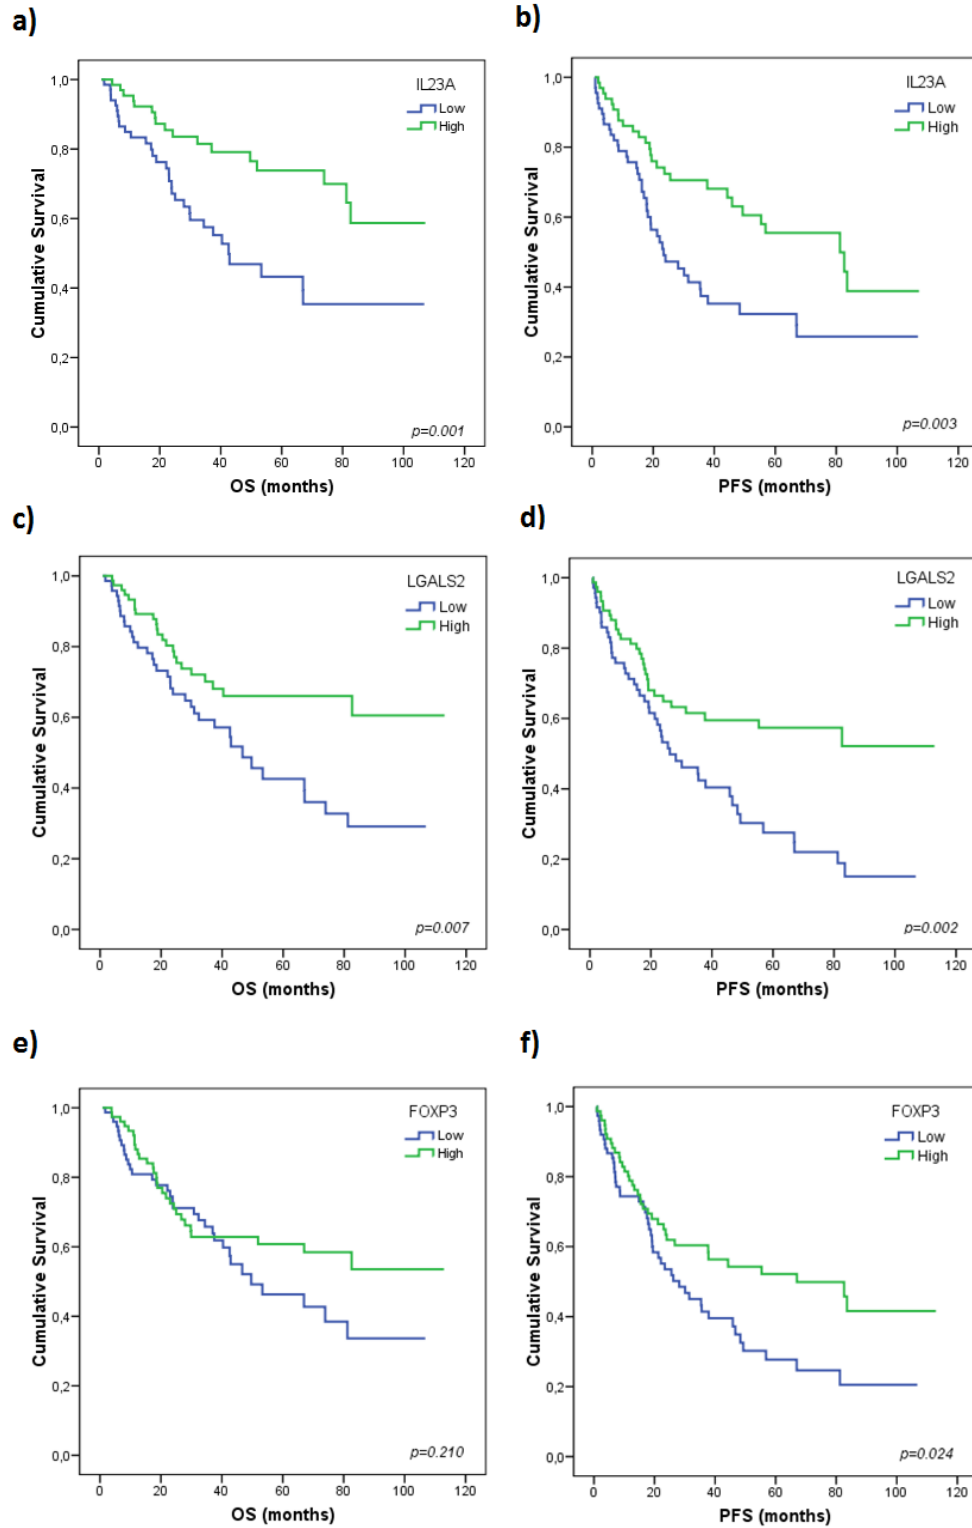 a)
IL23A
Low
High
1,0
0,8
0,6
0,4
0,2
0,0
Cumulative Survival
p=0.001
0 20 40 60 80 100 120
OS (months)
b)
IL23A
Low
High
1,0
0,8
0,6
0,4
0,2
0,0
Cumulative Survival
p=0.003
0 20 40 60 80 100 120
PFS (months)
c)
LGALS2
Low
High
1,0
0,8
0,6
0,4
0,2
0,0
Cumulative Survival
p=0.007
0 20 40 60 80 100 120
OS (months)
d)
LGALS2
Low
High
1,0
0,8
0,6
0,4
0,2
0,0
Cumulative Survival
p=0.002
0 20 40 60 80 100 120
PFS (months)
e)
FOXP3
Low
High
1,0
0,8
0,6
0,4
0,2
0,0
Cumulative Survival
p=0.210
0 20 40 60 80 100 120
OS (months)
f)
FOXP3
Low
High
1,0
0,8
0,6
0,4
0,2
0,0
Cumulative Survival
p=0.024
0 20 40 60 80 100 120
PFS (months)